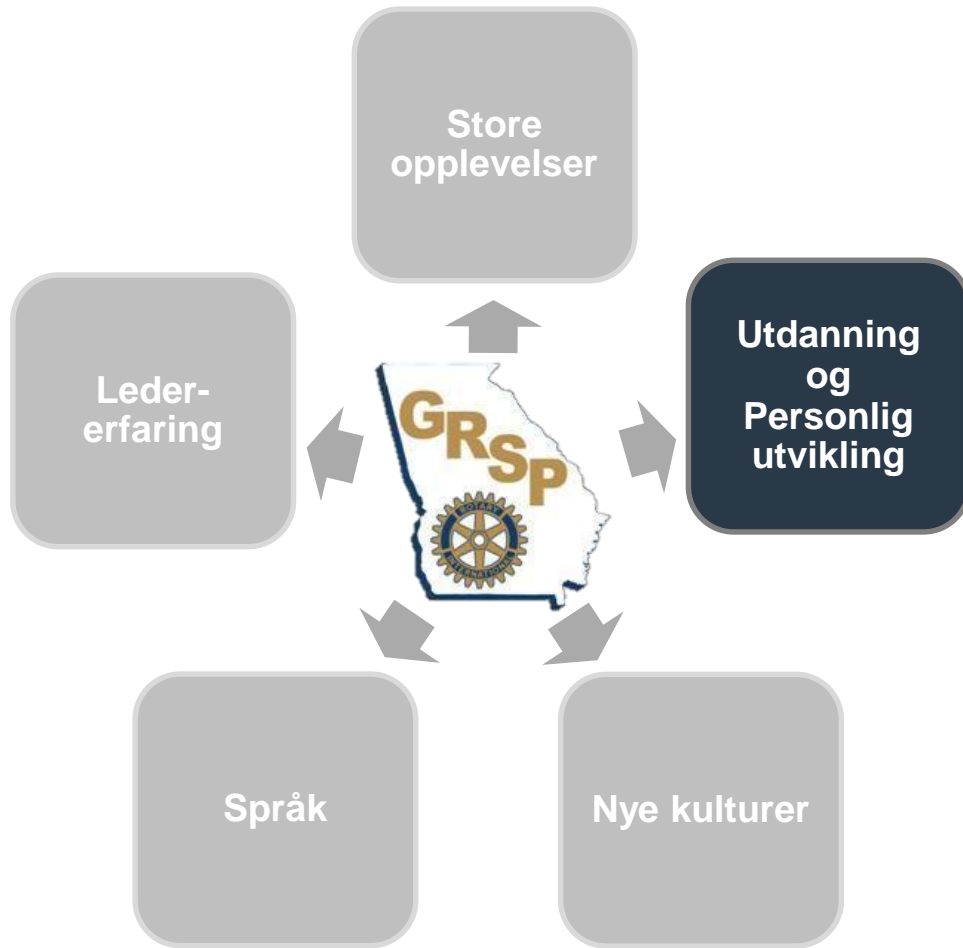 Store
opplevelser
Utdanning
og
Personlig
utvikling
Leder-
erfaring
GRSP
ROTARY
INTERNATIONAL
Språk
Nye kulturer